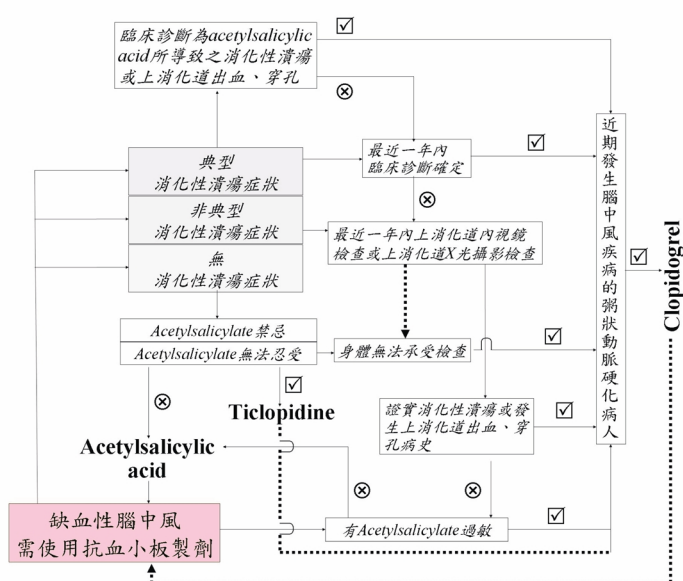 臨床診斷為acetylsalicylic
acid所導致之消化性潰瘍
或上消化道出血、穿孔
典型
消化性潰瘍症狀
非典型
消化性潰瘍症狀
無
消化性潰瘍症狀
最近一年內
臨床診斷確定
最近一年內上消化道內視鏡
檢查或上消化道X光攝影檢查
Acetylsalicylate禁忌
Acetylsalicylate無法忍受
身體無法承受檢查
Ticlopidine
證實消化性潰瘍或發
生上消化道出血、穿
孔病史
Acetylsalicylic
acid
缺血性腦中風
需使用抗血小板製劑
有Acetylsalicylate過敏
近期發生腦中風疾病的粥狀動脈硬化病人
Clopidogrel